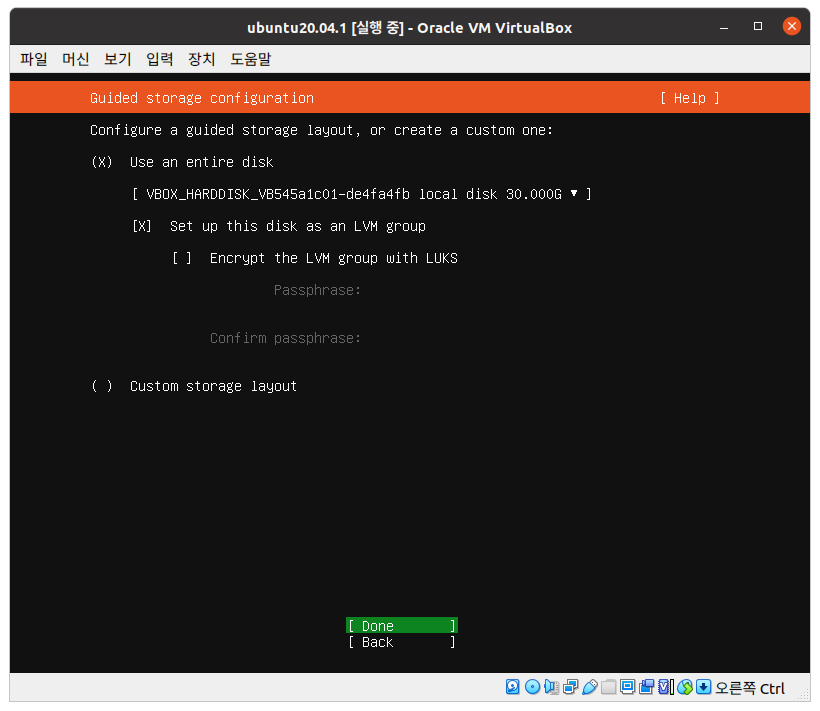 ubuntu20.04.1 [실행 중] - Oracle VM VirtualBox
파일 머신 보기 입력 장치 도움말
Guided storage configuration [ Help ]
Configure a guided storage layout, or create a custom one:
(X) Use an entire disk
[ VBOX_HARDDISK_VB545a1c01-de4fa4fb local disk 30.000G ▾ ]
[X] Set up this disk as an LVM group
[ ] Encrypt the LVM group with LUKS
Passphrase:
Confirm passphrase:
( ) Custom storage layout
[ Done ]
[ Back ]
오른쪽 Ctrl